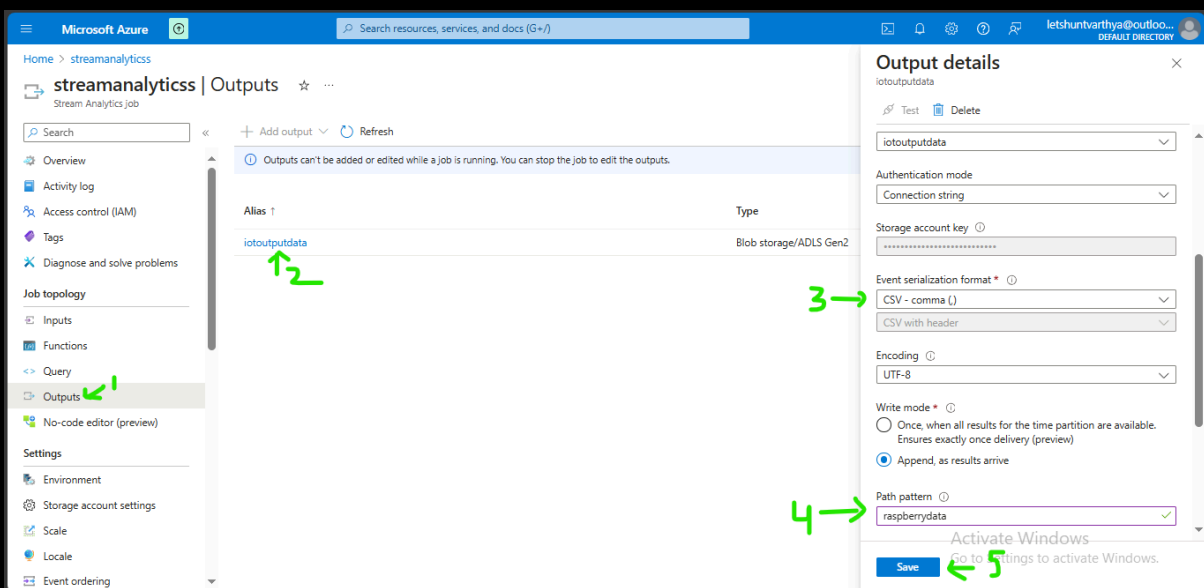 Microsoft Azure
Search resources, services, and docs (G+/)
letshuntvarthya@outloo...
DEFAULT DIRECTORY
Home > streamanalyticss
streamanalyticss | Outputs
Stream Analytics job
Search
Overview
Activity log
Access control (IAM)
Tags
Diagnose and solve problems
Job topology
Inputs
Functions
Query
Outputs
1
No-code editor (preview)
Settings
Environment
Storage account settings
Scale
Locale
Event ordering
Add output
Refresh
Outputs can't be added or edited while a job is running. You can stop the job to edit the outputs.
Alias ↑
Type
iotoutputdata
Blob storage/ADLS Gen2
2
Output details
iotoutputdata
Test
Delete
iotoutputdata
Authentication mode
Connection string
Storage account key
Event serialization format *
3
CSV - comma (,)
CSV with header
Encoding
UTF-8
Write mode *
Once, when all results for the time partition are available.
Ensures exactly once delivery (preview)
Append, as results arrive
Path pattern
4
raspberrydata
Activate Windows
Go to Settings to activate Windows.
Save
5